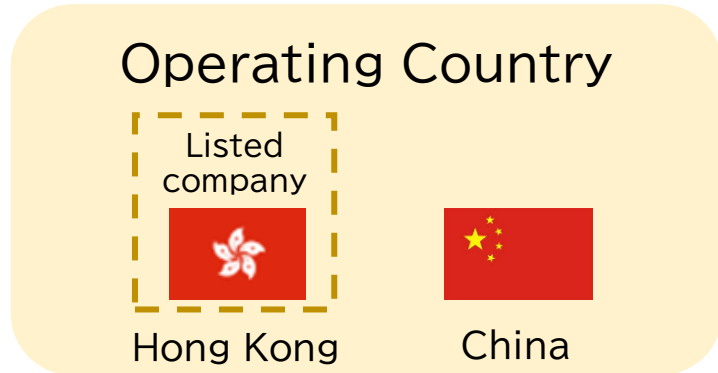 Operating Country
Listed
company
Hong Kong
China